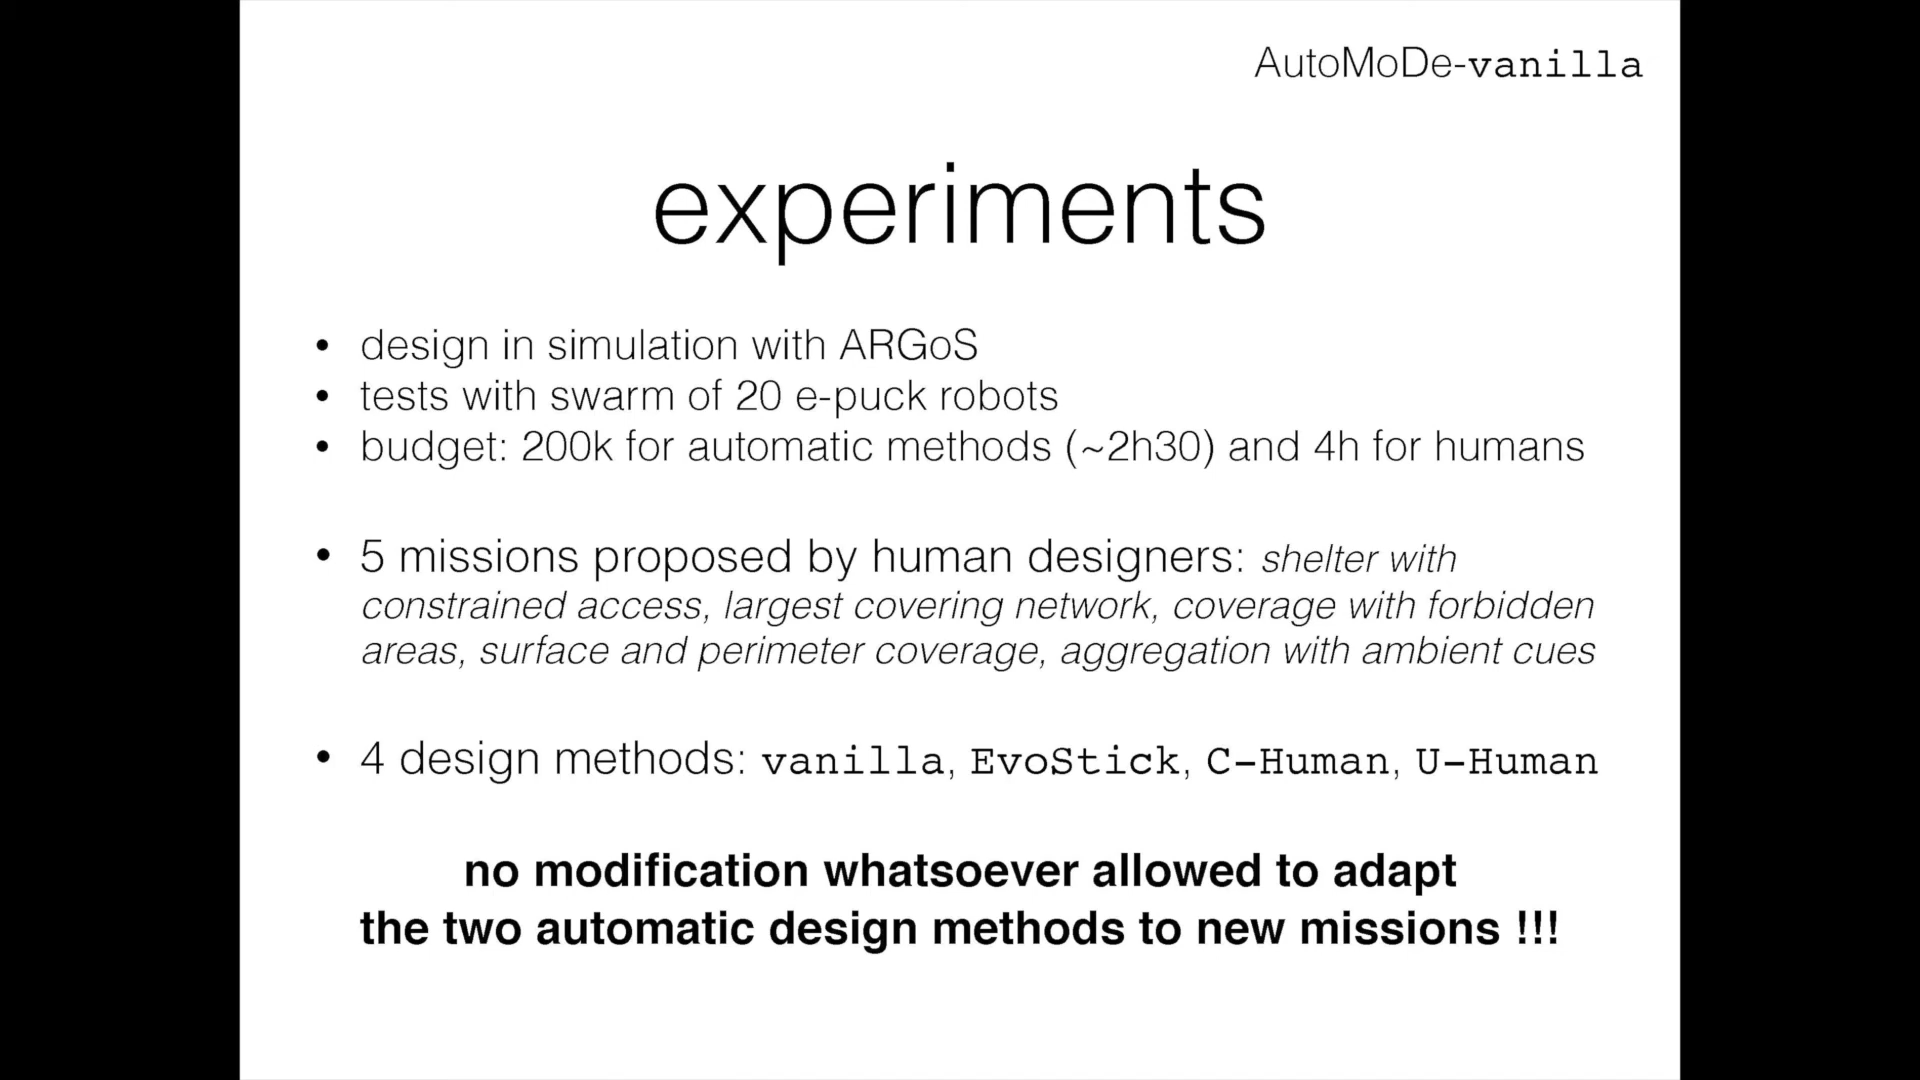 AutoMoDe-vanilla
experiments
• design in simulation with ARGoS
• tests with swarm of 20 e-puck robots
• budget: 200k for automatic methods (~2h30) and 4h for humans
• 5 missions proposed by human designers: shelter with
constrained access, largest covering network, coverage with forbidden
areas, surface and perimeter coverage, aggregation with ambient cues
• 4 design methods: vanilla, EvoStick, C-Human, U-Human
no modification whatsoever allowed to adapt
the two automatic design methods to new missions !!!